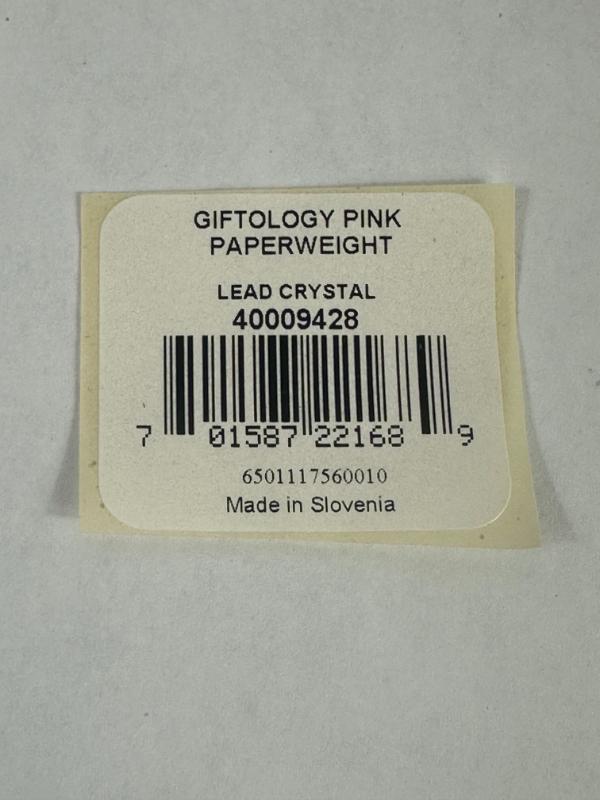 GIFTOLOGY PINK
PAPERWEIGHT
LEAD CRYSTAL
40009428
7 01587 22168 9
6501117560010
Made in Slovenia